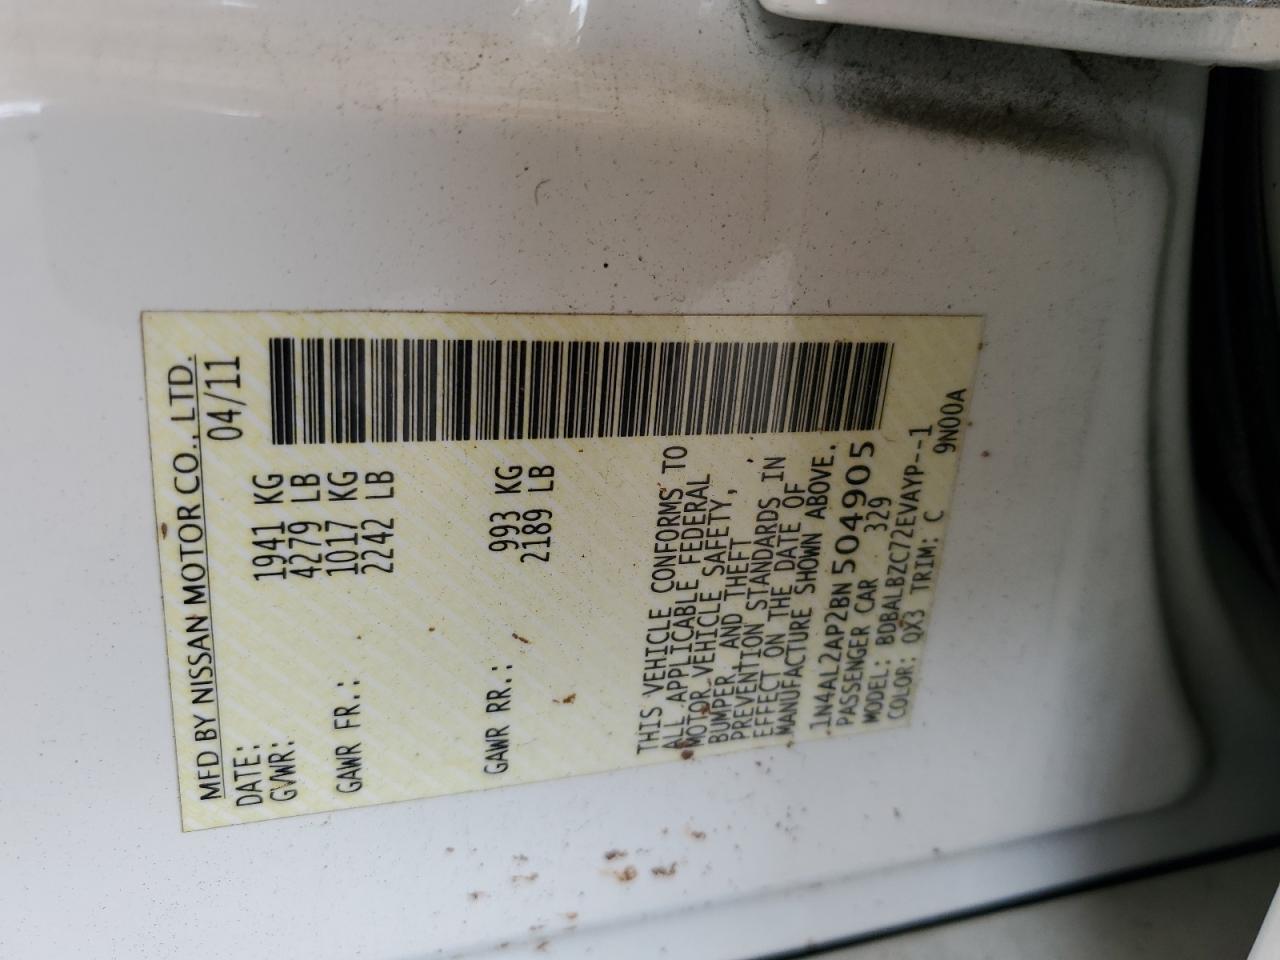 MFD BY NISSAN MOTOR CO., LTD.
DATE: 04/11
GVWR: 1941 KG
4279 LB
GAWR FR.: 1017 KG
2242 LB
GAWR RR.: 993 KG
2189 LB
THIS VEHICLE CONFORMS TO
ALL APPLICABLE FEDERAL
MOTOR VEHICLE SAFETY,
BUMPER, AND THEFT
PREVENTION STANDARDS IN
EFFECT ON THE DATE OF
MANUFACTURE SHOWN ABOVE.
1N4AL2AP2BN504905
PASSENGER CAR 329
MODEL: BDBALBZC72EVAYP--1
COLOR: QX3 TRIM: C 9N00A